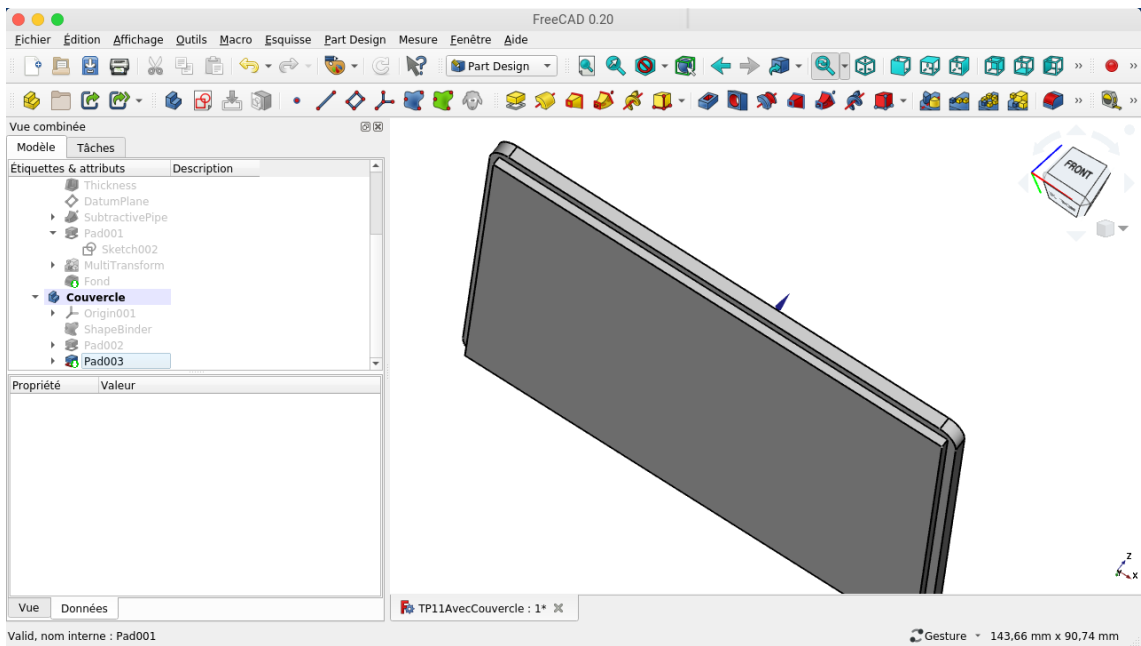 FreeCAD 0.20
Fichier Édition Affichage Outils Macro Esquisse Part Design Mesure Fenêtre Aide
Part Design
Vue combinée
Modèle Tâches
Étiquettes & attributs Description
Thickness
DatumPlane
SubtractivePipe
Pad001
Sketch002
MultiTransform
Fond
Couvercle
Origin001
ShapeBinder
Pad002
Pad003
Propriété Valeur
FRONT
Z
X
Vue Données
TP11AvecCouvercle : 1*
Valid, nom interne : Pad001
Gesture 143,66 mm x 90,74 mm